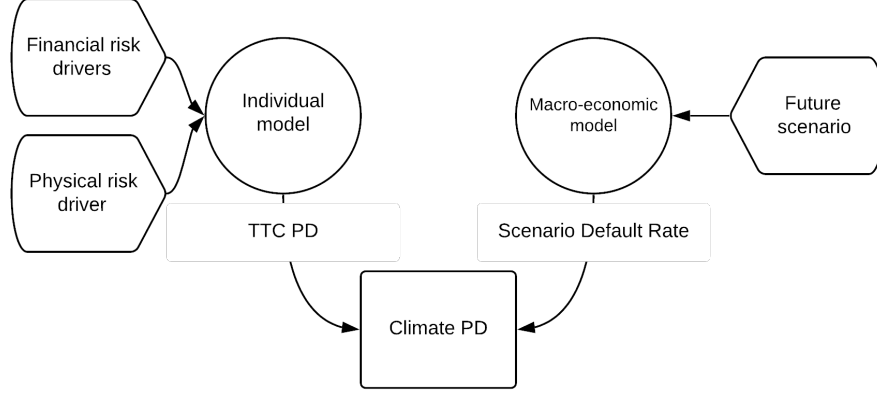 Financial risk
drivers
Physical risk
driver
Individual
model
TTC PD
Macro-economic
model
Future
scenario
Scenario Default Rate
Climate PD